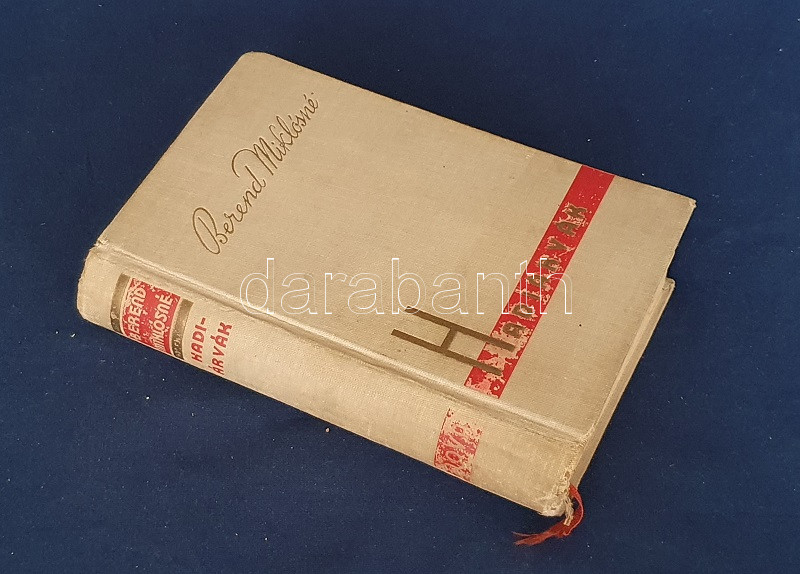 Berend Miklósné
HADIÁRVÁK
BEREND
MIKLÓSNÉ
HADI-
ÁRVÁK
darabanth